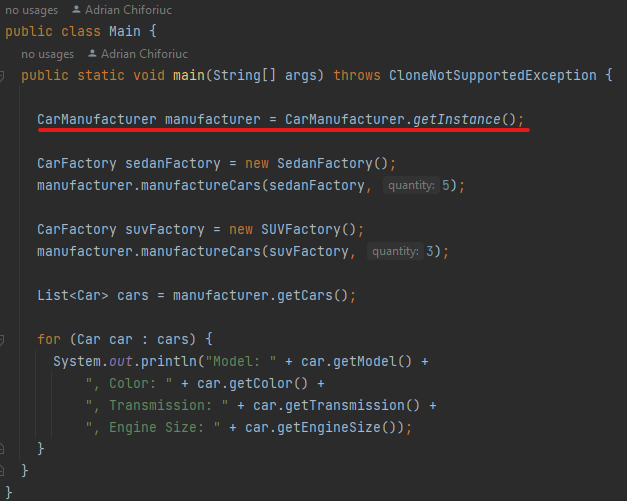 no usages Adrian Chiforiuc
public class Main {
no usages Adrian Chiforiuc
public static void main(String[] args) throws CloneNotSupportedException {
CarManufacturer manufacturer = CarManufacturer.getInstance();
CarFactory sedanFactory = new SedanFactory();
manufacturer.manufactureCars(sedanFactory, quantity: 5);
CarFactory suvFactory = new SUVFactory();
manufacturer.manufactureCars(suvFactory, quantity: 3);
List<Car> cars = manufacturer.getCars();
for (Car car : cars) {
System.out.println("Model: " + car.getModel() +
", Color: " + car.getColor() +
", Transmission: " + car.getTransmission() +
", Engine Size: " + car.getEngineSize());
}
}
}